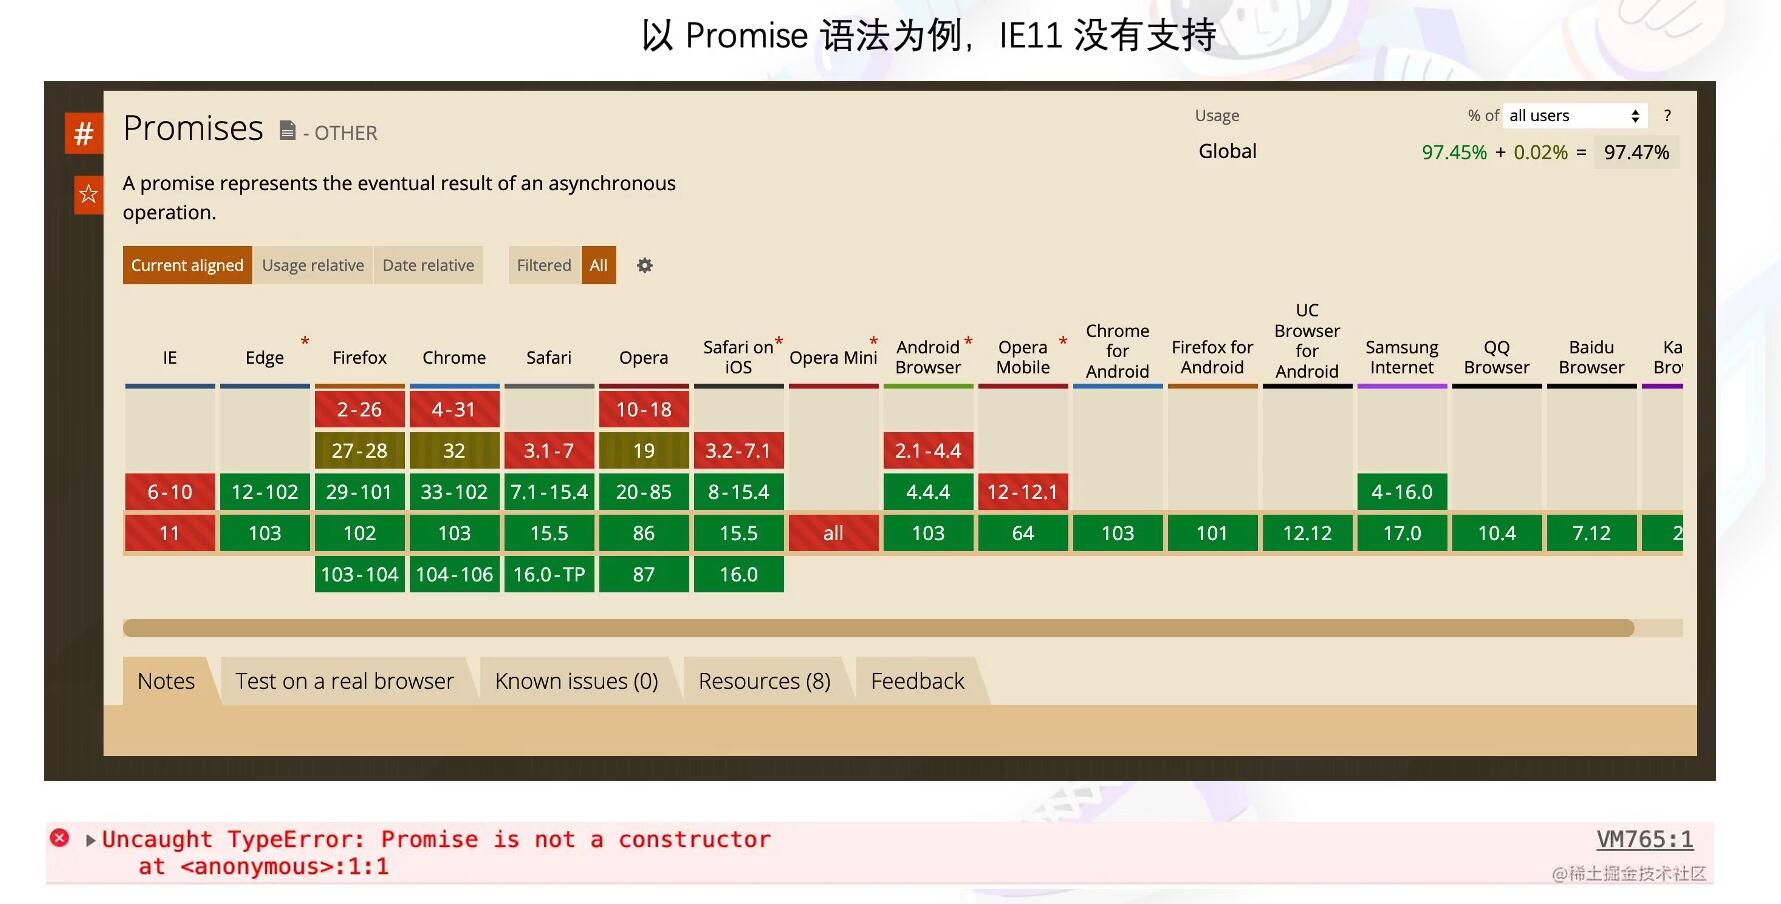 以 Promise 语法为例，IE11 没有支持
#
Promises - OTHER
Usage % of all users ?
Global 97.45% + 0.02% = 97.47%
☆
A promise represents the eventual result of an asynchronous
operation.
Current aligned Usage relative Date relative Filtered All
IE Edge * Firefox Chrome Safari Opera Safari on iOS * Opera Mini * Android Browser * Opera Mobile * Chrome for Android Firefox for Android UC Browser for Android Samsung Internet QQ Browser Baidu Browser Ka Bro
2-26 4-31 10-18
27-28 32 3.1-7 19 3.2-7.1 2.1-4.4
6-10 12-102 29-101 33-102 7.1-15.4 20-85 8-15.4 4.4.4 12-12.1 4-16.0
11 103 102 103 15.5 86 15.5 all 103 64 103 101 12.12 17.0 10.4 7.12 2
103-104 104-106 16.0-TP 87 16.0
Notes Test on a real browser Known issues (0) Resources (8) Feedback
Uncaught TypeError: Promise is not a constructor VM765:1
at <anonymous>:1:1
@稀土掘金技术社区